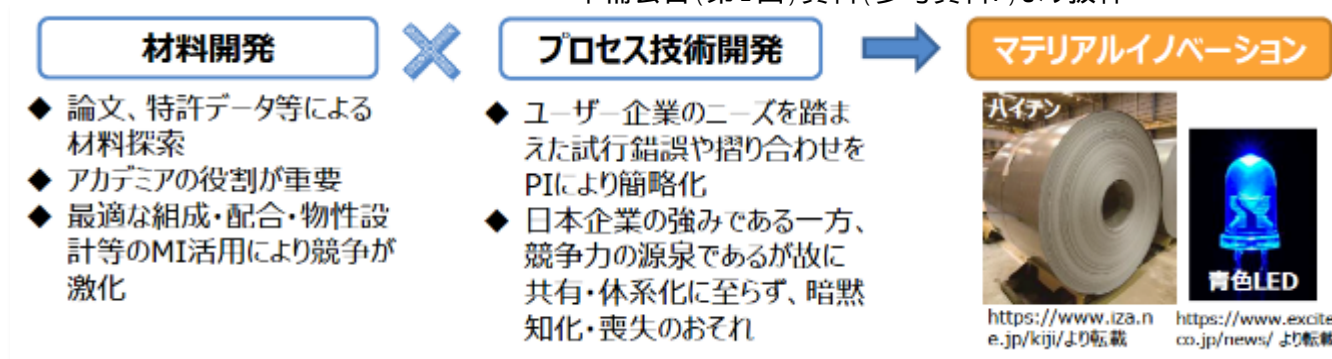 材料開発
プロセス技術開発
マテリアルイノベーション
◆ 論文、特許データ等による
材料探索
◆ アカデミアの役割が重要
◆ 最適な組成・配合・物性設
計等のMI活用により競争が
激化
◆ ユーザー企業のニーズを踏ま
えた試行錯誤や摺り合わせを
PIにより簡略化
◆ 日本企業の強みである一方、
競争力の源泉であるが故に
共有・体系化に至らず、暗黙
知化・喪失のおそれ
ハイテン
青色LED
https://www.iza.n
e.jp/kiji/より転載
https://www.excite
co.jp/news/ より転載